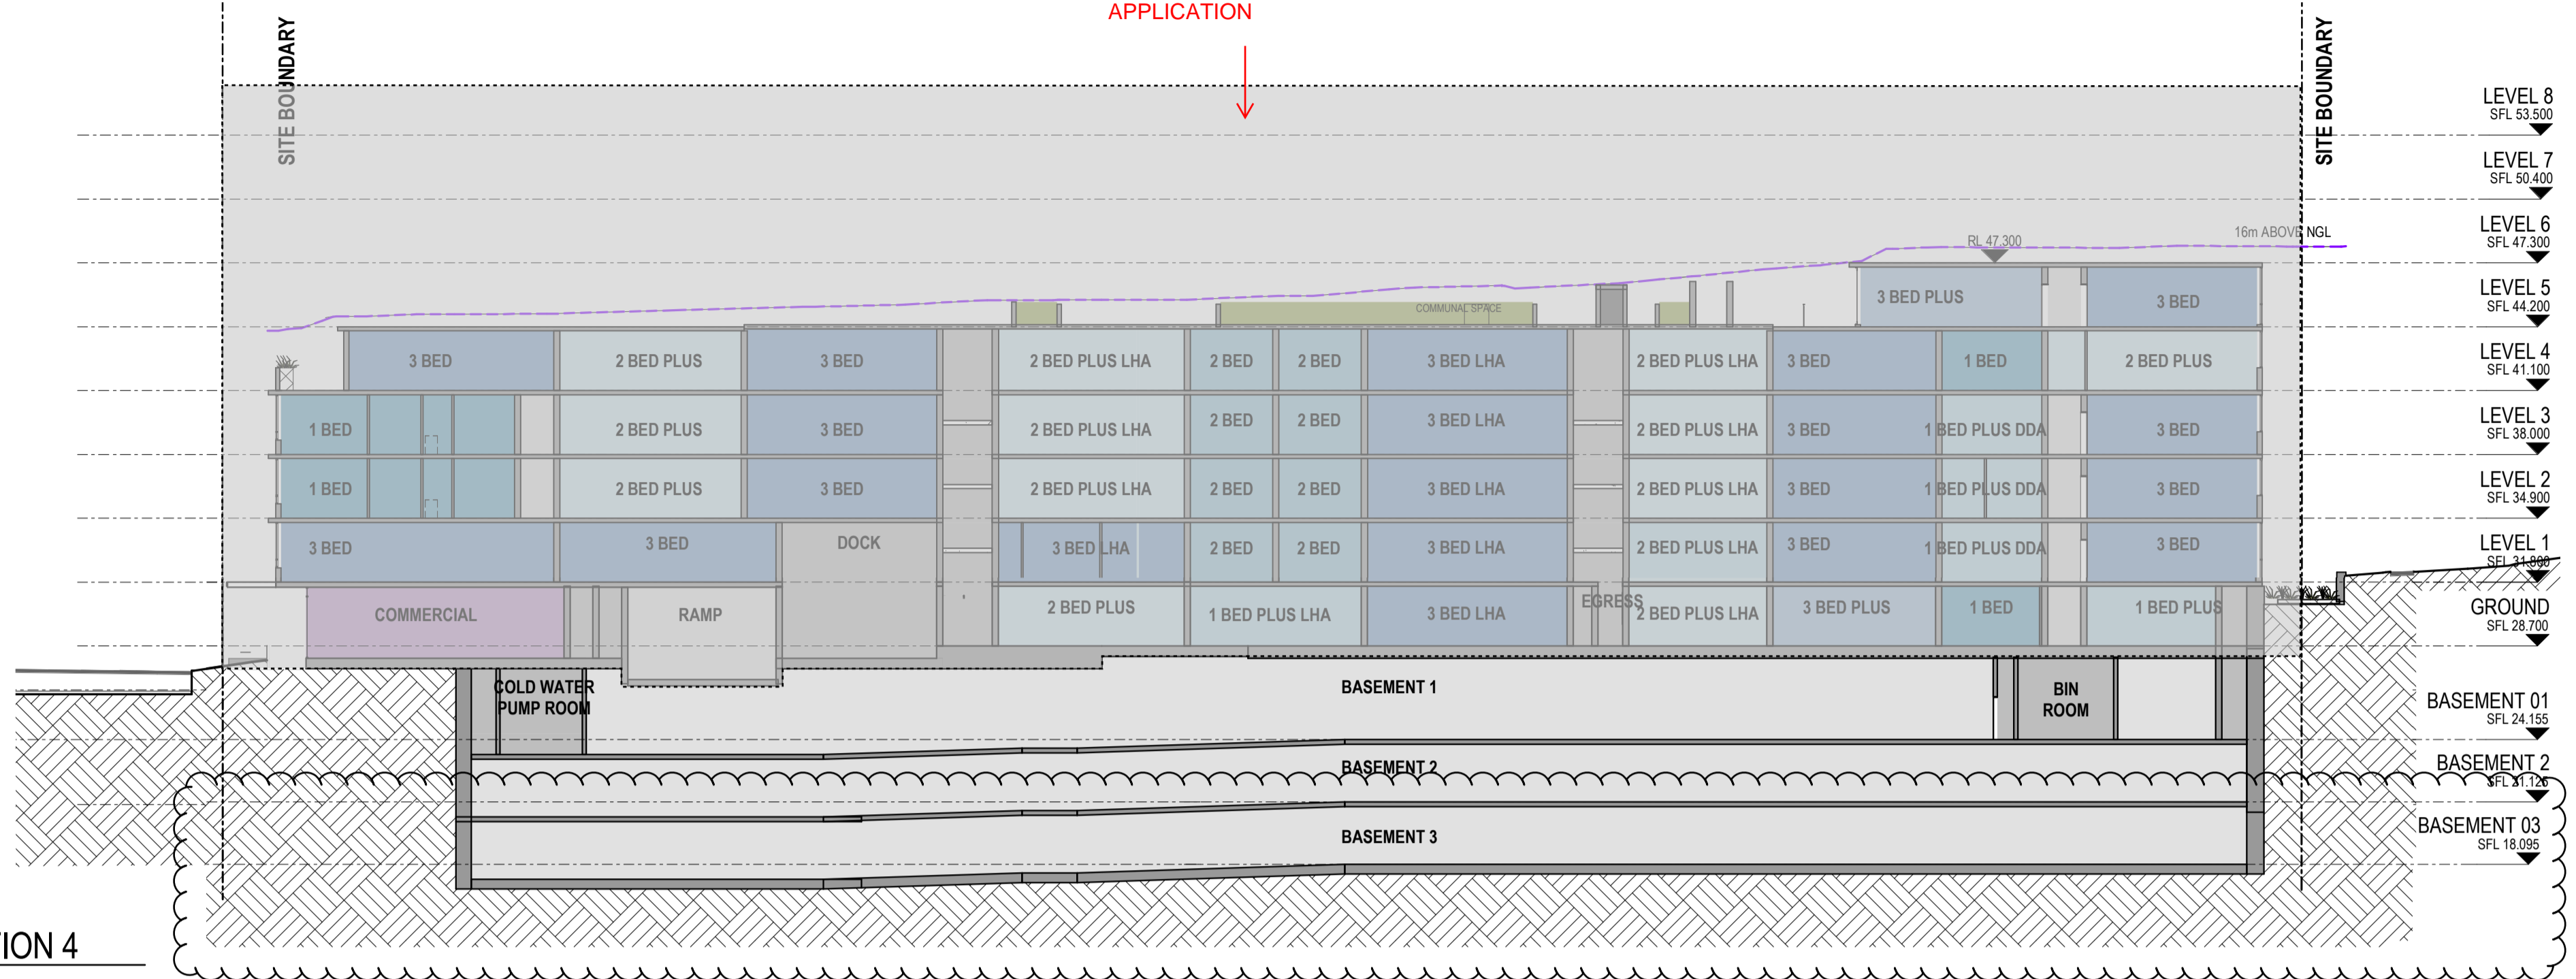 APPLICATION
SITE BOUNDARY
SITE BOUNDARY
LEVEL 8
SFL 53.500
LEVEL 7
SFL 50.400
LEVEL 6
SFL 47.300
16m ABOVE NGL
RL 47.300
LEVEL 5
SFL 44.200
3 BED PLUS
3 BED
COMMUNAL SPACE
LEVEL 4
SFL 41.100
3 BED
2 BED PLUS
3 BED
2 BED PLUS LHA
2 BED
2 BED
3 BED LHA
2 BED PLUS LHA
3 BED
1 BED
2 BED PLUS
LEVEL 3
SFL 38.000
1 BED
2 BED PLUS
3 BED
2 BED PLUS LHA
2 BED
2 BED
3 BED LHA
2 BED PLUS LHA
3 BED
1 BED PLUS DDA
3 BED
LEVEL 2
SFL 34.900
1 BED
2 BED PLUS
3 BED
2 BED PLUS LHA
2 BED
2 BED
3 BED LHA
2 BED PLUS LHA
3 BED
1 BED PLUS DDA
3 BED
LEVEL 1
SFL 31.800
3 BED
3 BED
DOCK
3 BED LHA
2 BED
2 BED
3 BED LHA
2 BED PLUS LHA
3 BED
1 BED PLUS DDA
3 BED
GROUND
SFL 28.700
COMMERCIAL
RAMP
2 BED PLUS
1 BED PLUS LHA
3 BED LHA
EGRESS
2 BED PLUS LHA
3 BED PLUS
1 BED
1 BED PLUS
COLD WATER
PUMP ROOM
BASEMENT 1
BIN
ROOM
BASEMENT 01
SFL 24.155
BASEMENT 2
BASEMENT 2
SFL 21.125
BASEMENT 3
BASEMENT 03
SFL 18.095
TION 4